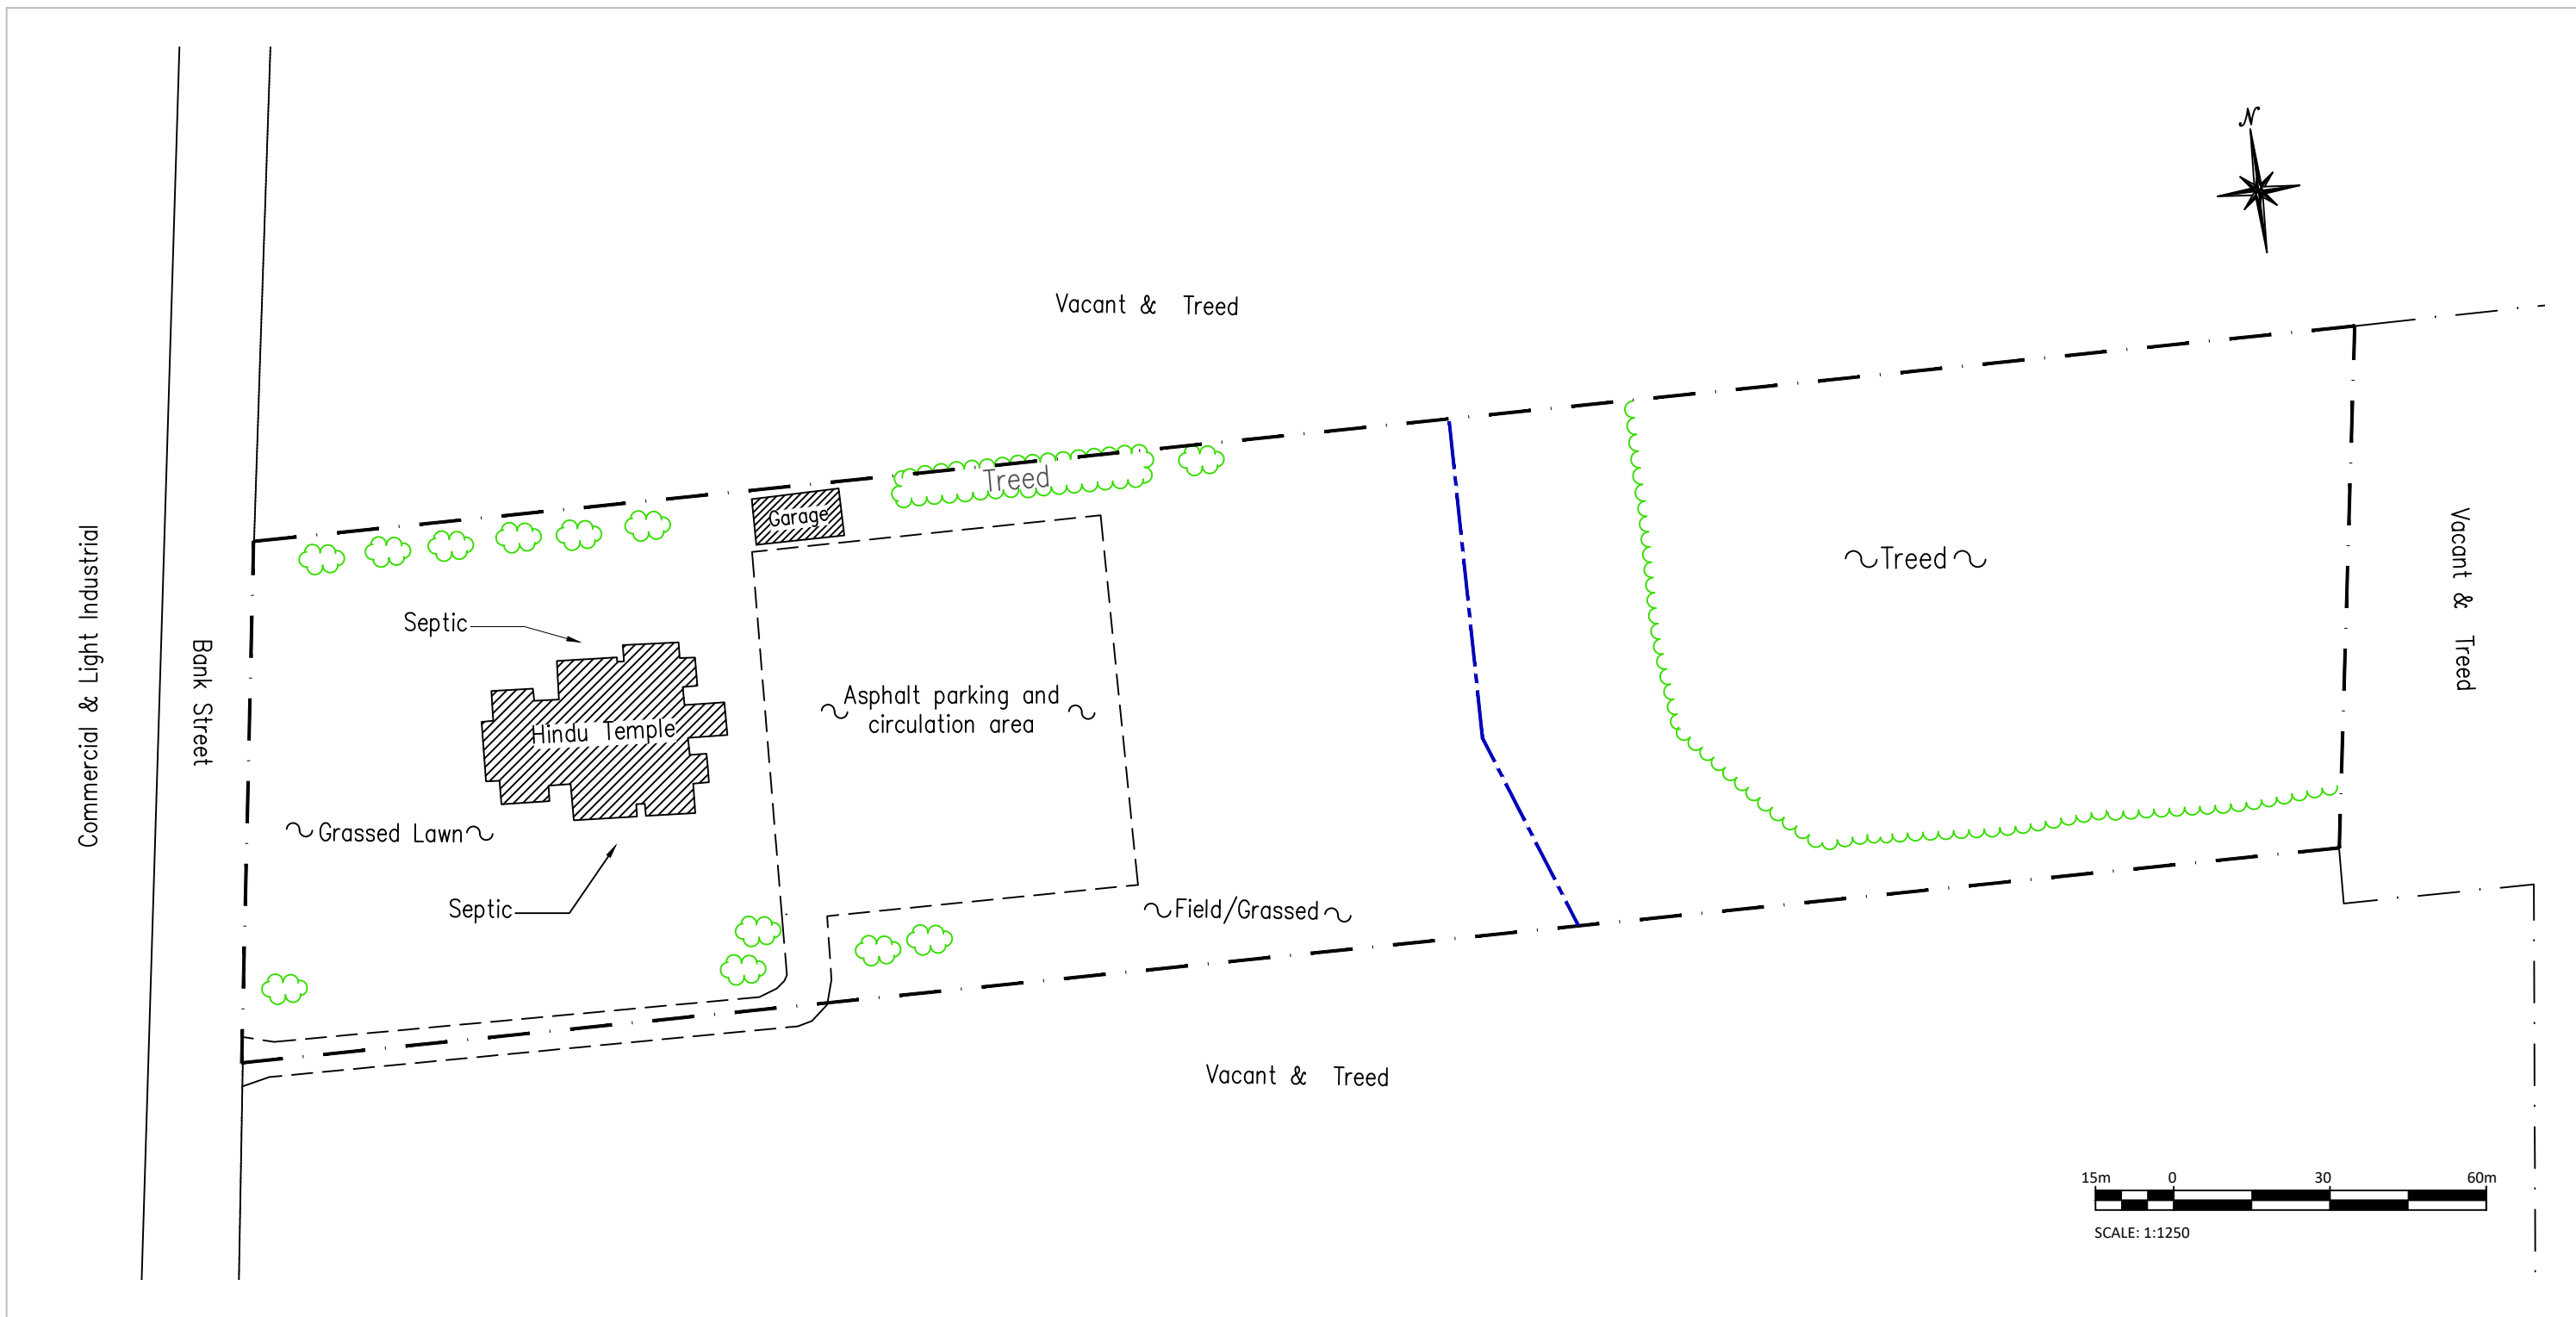 N
Vacant & Treed
Treed
Garage
Treed
Commercial & Light Industrial
Bank Street
Septic
Hindu Temple
Asphalt parking and
circulation area
Grassed Lawn
Septic
Field/Grassed
Vacant & Treed
Vacant & Treed
15m 0 30 60m
SCALE: 1:1250